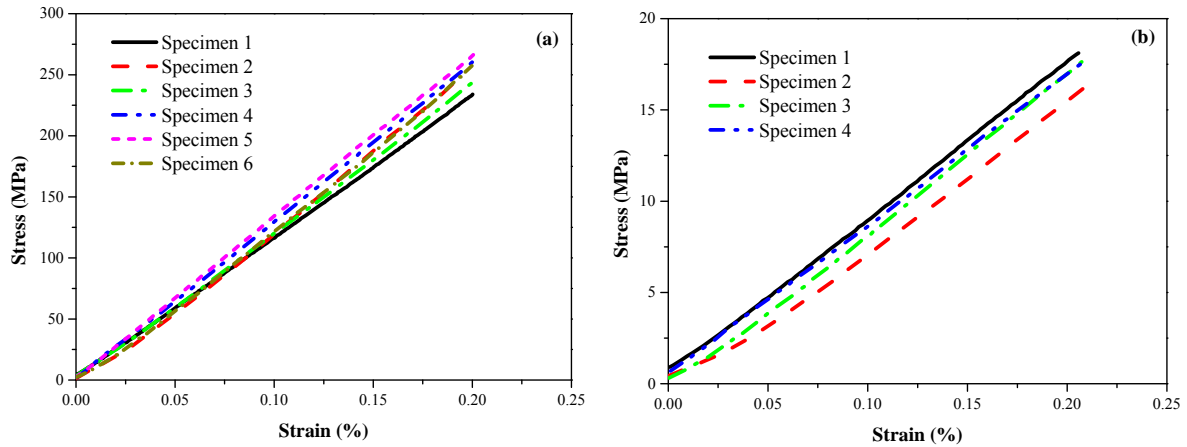 (a)
Specimen 1
Specimen 2
Specimen 3
Specimen 4
Specimen 5
Specimen 6
300
250
200
150
100
50
0
0.00 0.05 0.10 0.15 0.20 0.25
Stress (MPa)
Strain (%)
(b)
Specimen 1
Specimen 2
Specimen 3
Specimen 4
20
15
10
5
0
0.00 0.05 0.10 0.15 0.20 0.25
Stress (MPa)
Strain (%)